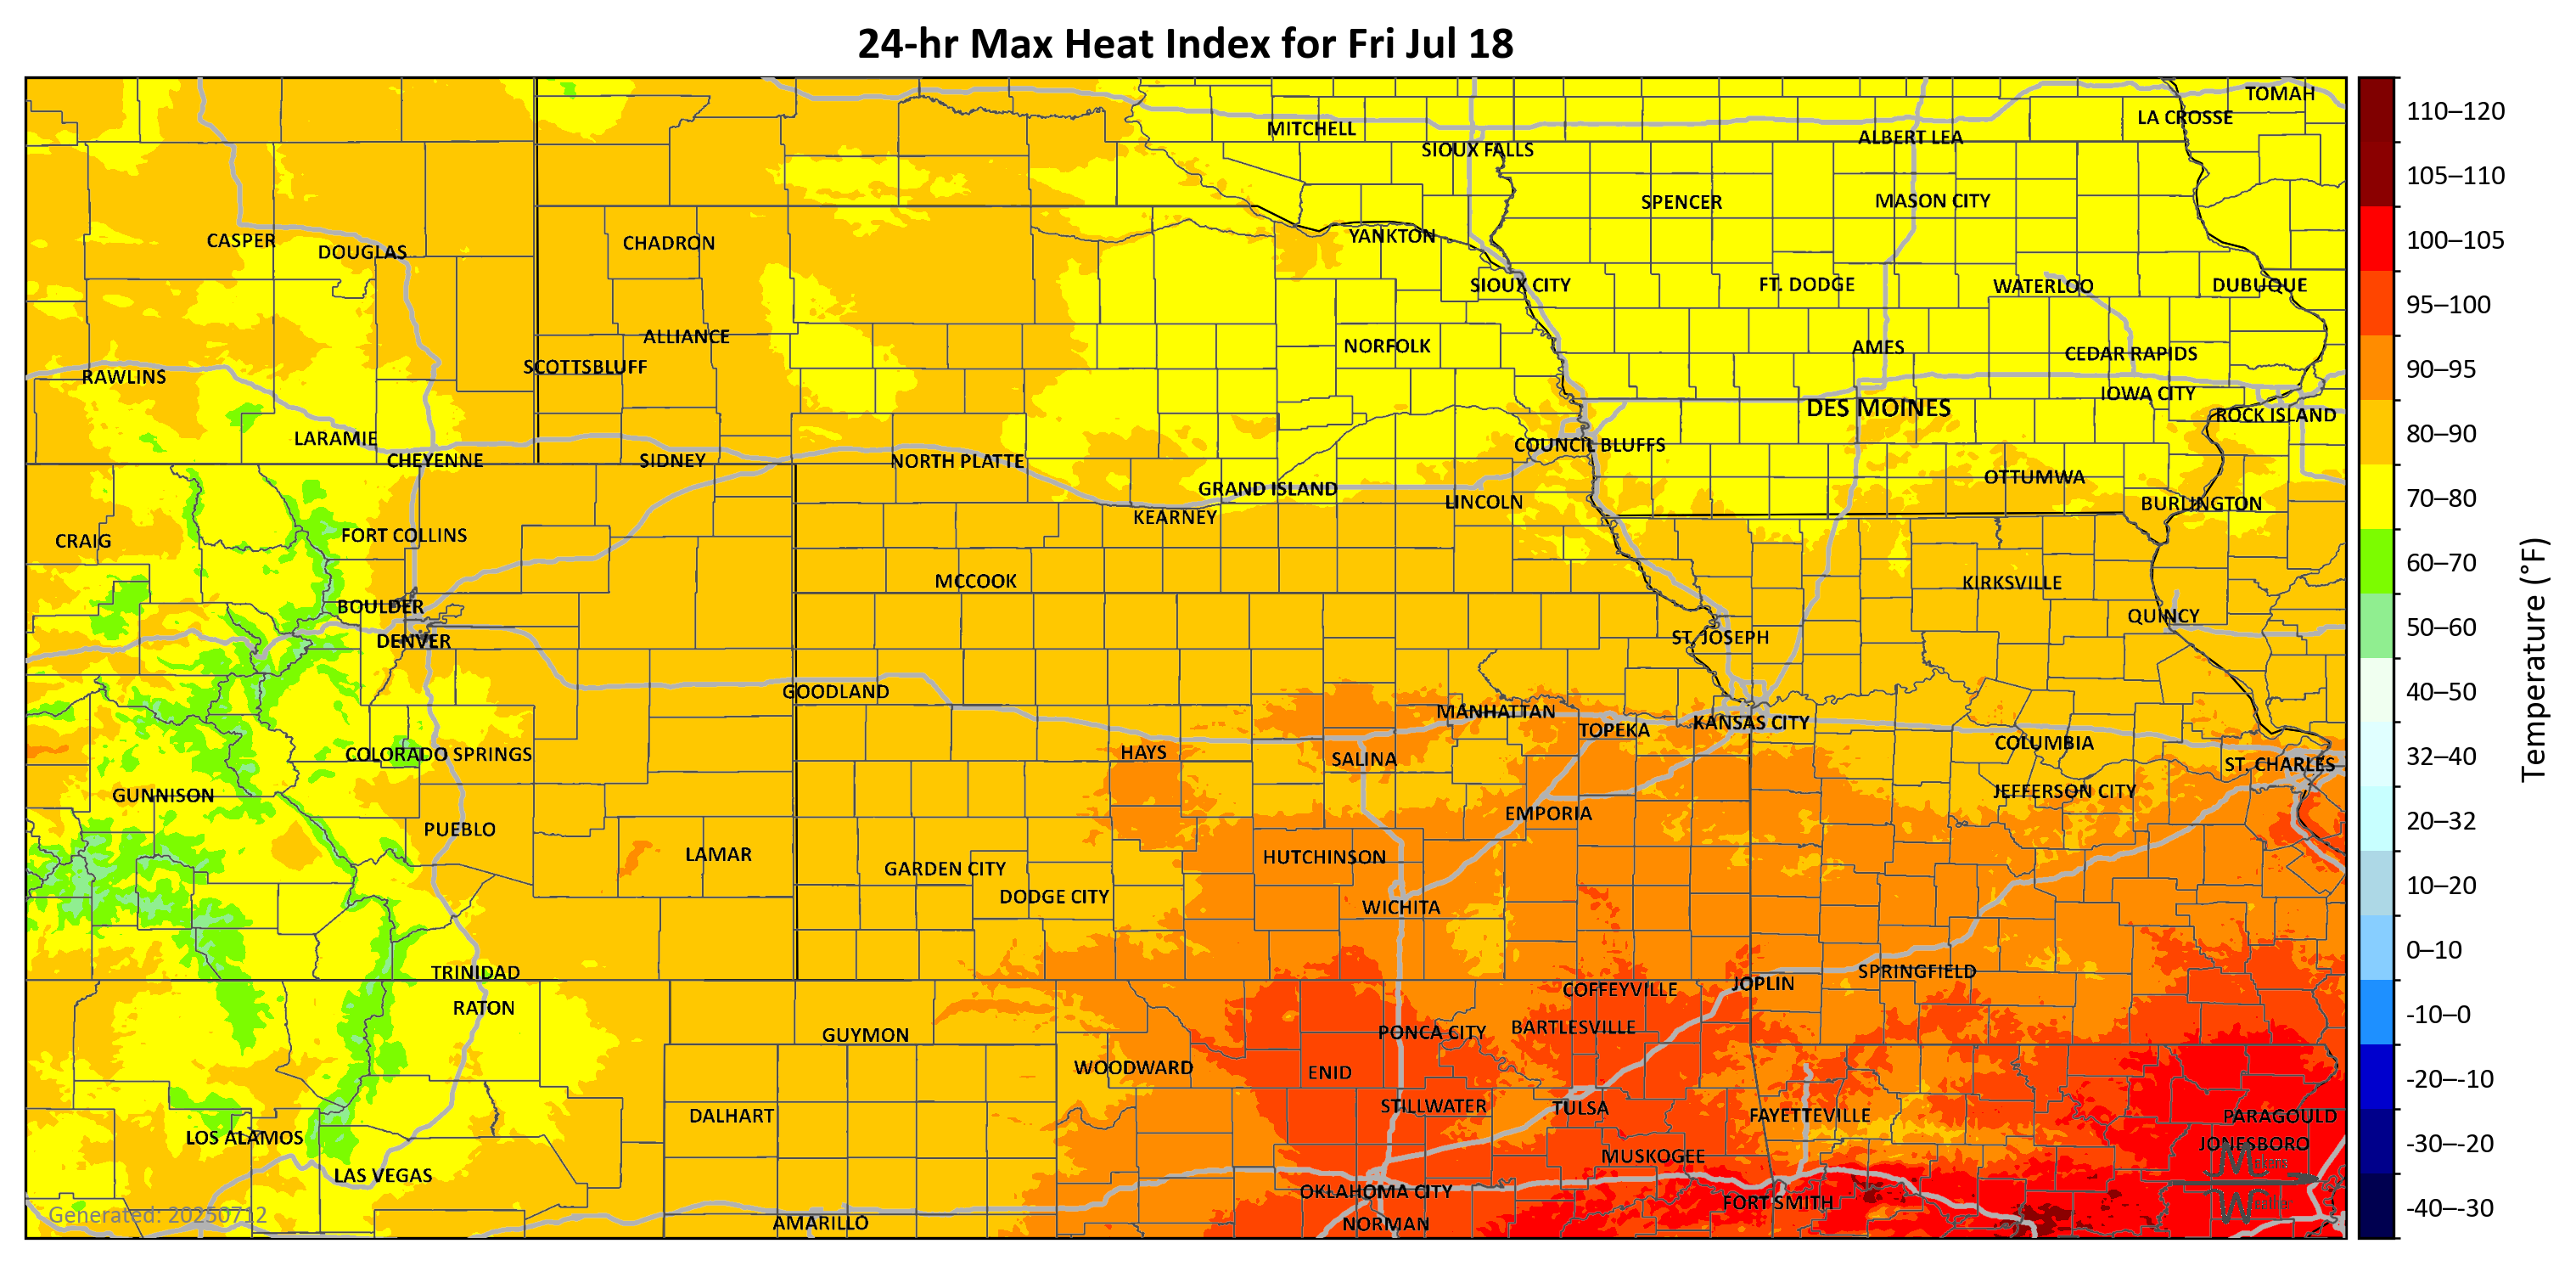 24-hr Max Heat Index for Fri Jul 18
TOMAH
LA CROSSE
MITCHELL
ALBERT LEA
SIOUX FALLS
SPENCER
MASON CITY
CASPER
DOUGLAS
CHADRON
YANKTON
SIOUX CITY
FT. DODGE
WATERLOO
DUBUQUE
ALLIANCE
NORFOLK
AMES
CEDAR RAPIDS
SCOTTSBLUFF
RAWLINS
IOWA CITY
DES MOINES
ROCK ISLAND
LARAMIE
COUNCIL BLUFFS
CHEYENNE
SIDNEY
NORTH PLATTE
OTTUMWA
GRAND ISLAND
LINCOLN
BURLINGTON
KEARNEY
CRAIG
FORT COLLINS
MCCOOK
KIRKSVILLE
BOULDER
QUINCY
DENVER
ST. JOSEPH
GOODLAND
MANHATTAN
KANSAS CITY
TOPEKA
COLUMBIA
COLORADO SPRINGS
HAYS
SALINA
ST. CHARLES
GUNNISON
JEFFERSON CITY
EMPORIA
PUEBLO
LAMAR
HUTCHINSON
GARDEN CITY
DODGE CITY
WICHITA
TRINIDAD
SPRINGFIELD
JOPLIN
COFFEYVILLE
RATON
GUYMON
PONCA CITY
BARTLESVILLE
WOODWARD
ENID
STILLWATER
TULSA
DALHART
FAYETTEVILLE
PARAGOULD
LOS ALAMOS
JONESBORO
MUSKOGEE
LAS VEGAS
OKLAHOMA CITY
FORT SMITH
AMARILLO
NORMAN
Generated: 20250712
110–120
105–110
100–105
95–100
90–95
80–90
70–80
60–70
50–60
40–50
32–40
20–32
10–20
0–10
-10–0
-20–-10
-30–-20
-40–-30
Temperature (°F)